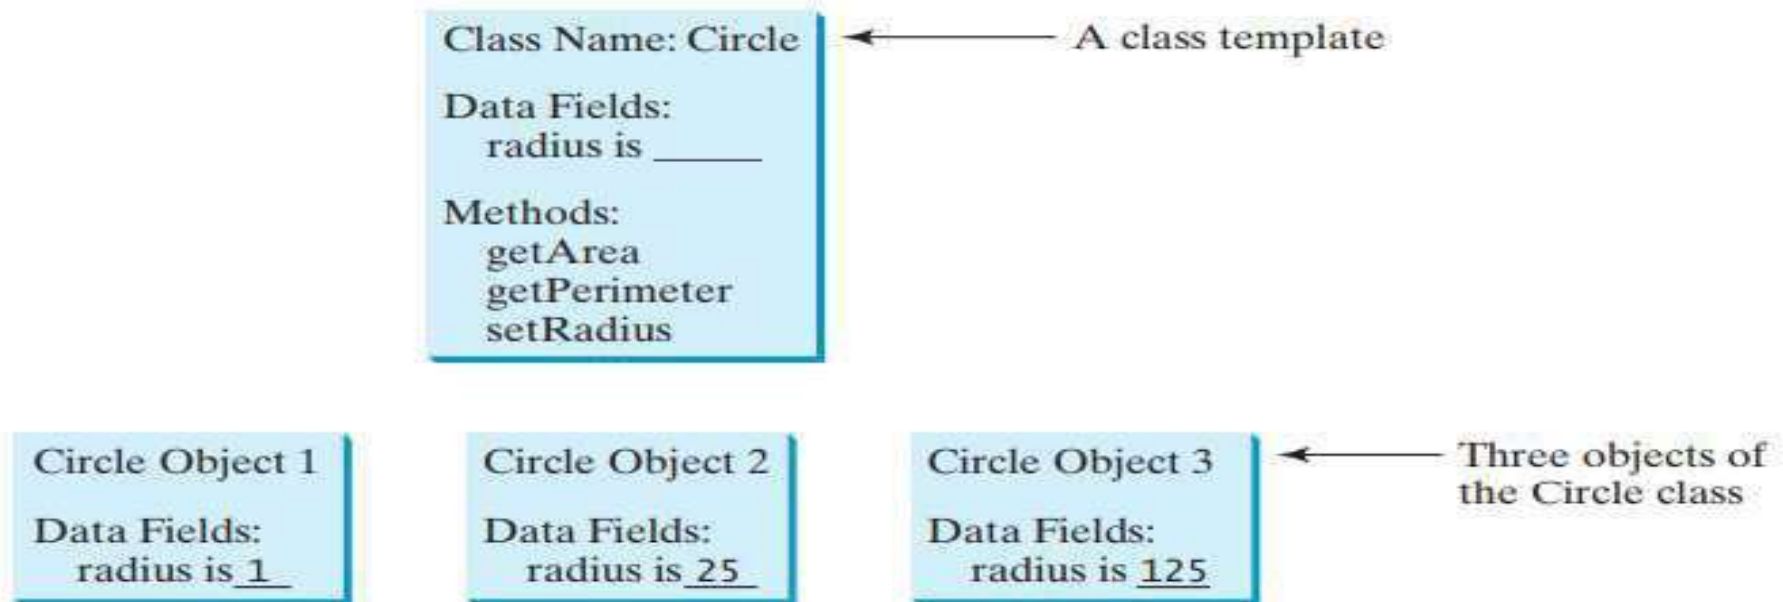 Class Name: Circle
A class template
Data Fields:
radius is _____
Methods:
getArea
getPerimeter
setRadius
Circle Object 1
Data Fields:
radius is 1
Circle Object 2
Data Fields:
radius is 25
Circle Object 3
Data Fields:
radius is 125
Three objects of
the Circle class